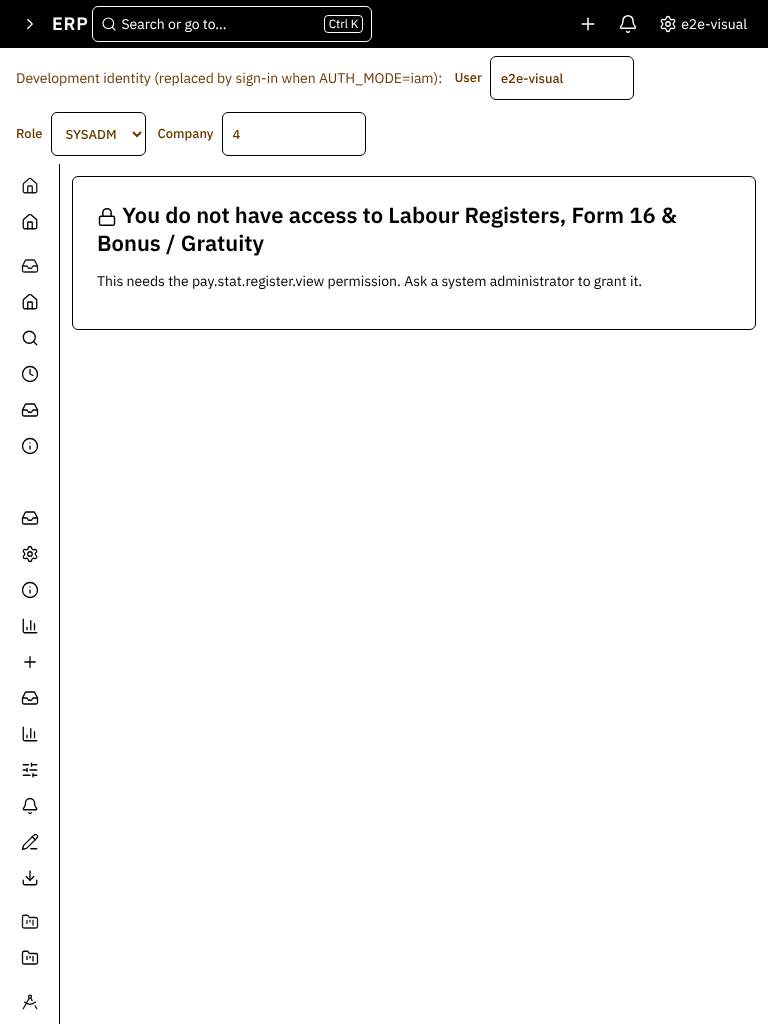 ERP Search or go to... Ctrl K e2e-visual
Development identity (replaced by sign-in when AUTH_MODE=iam): User e2e-visual
Role SYSADM Company 4
You do not have access to Labour Registers, Form 16 &
Bonus / Gratuity
This needs the pay.stat.register.view permission. Ask a system administrator to grant it.